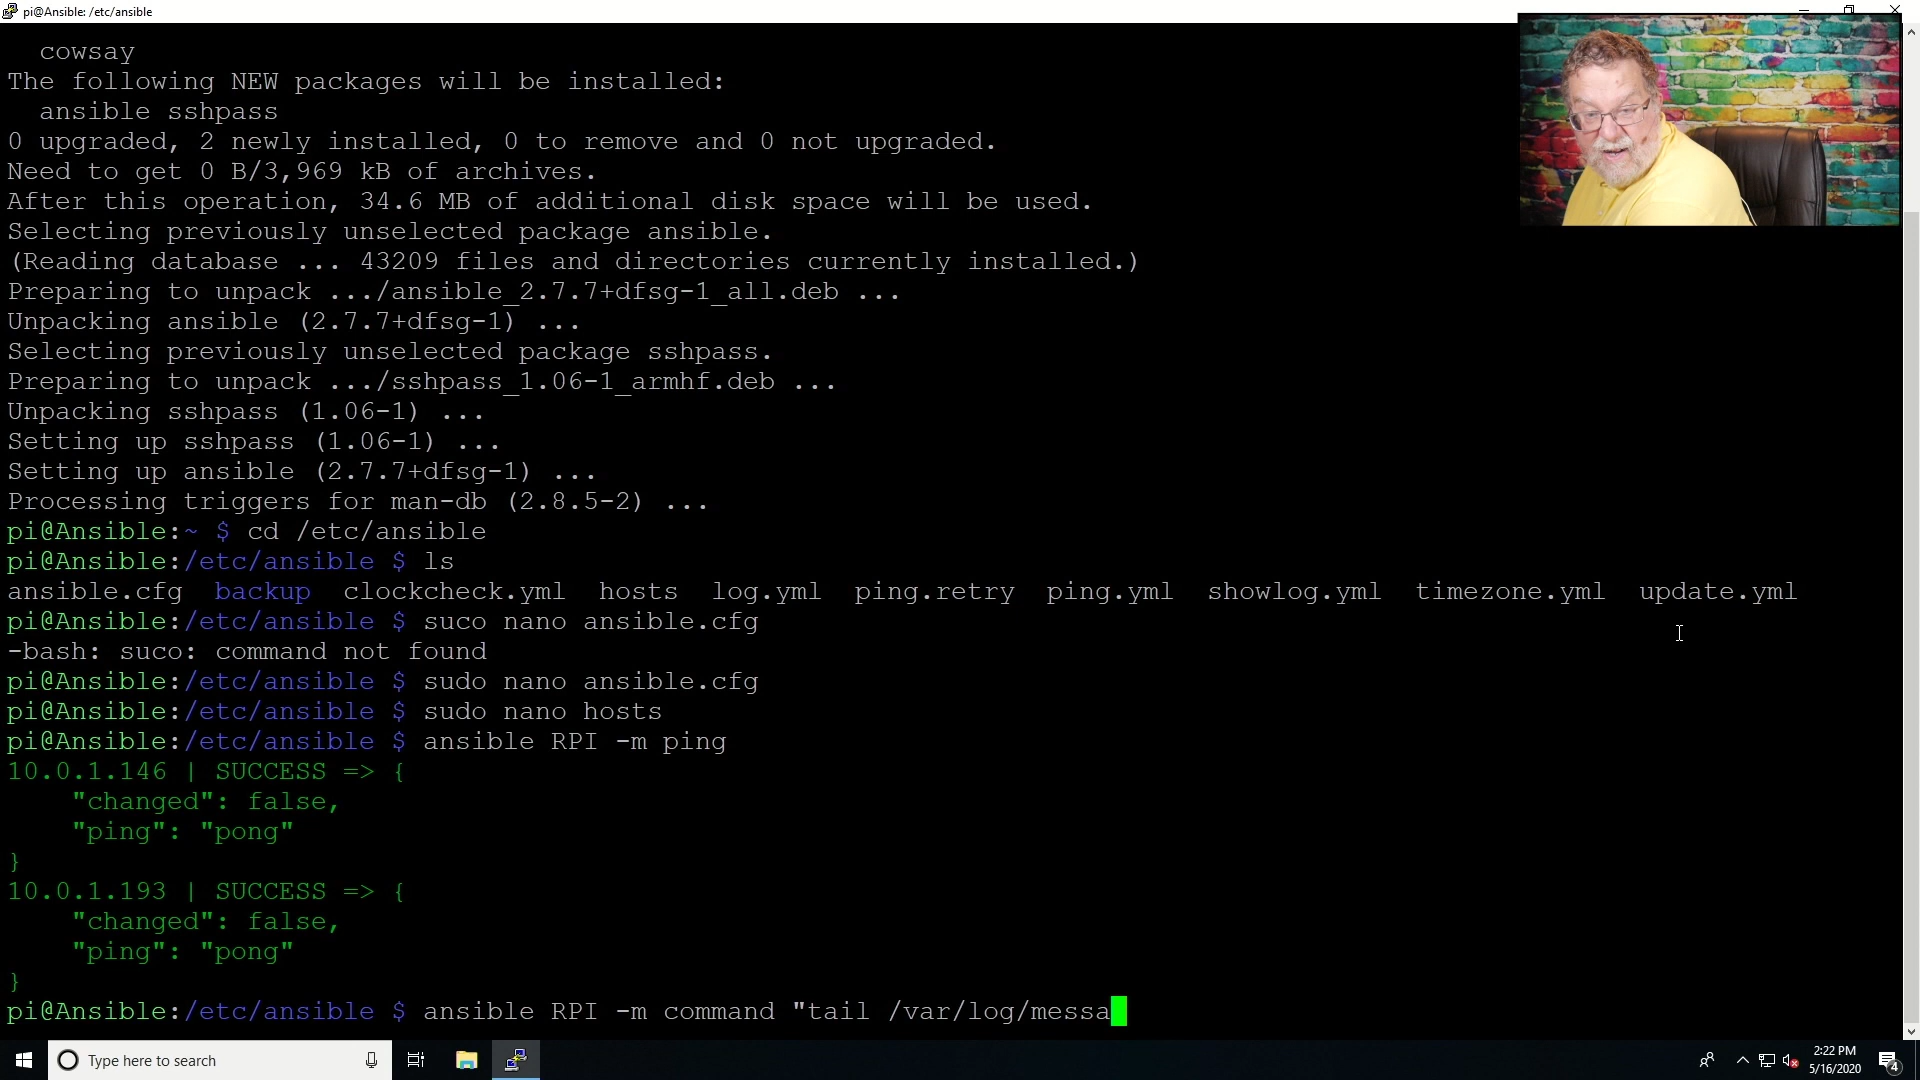 pi@Ansible: /etc/ansible
cowsay
The following NEW packages will be installed:
ansible sshpass
0 upgraded, 2 newly installed, 0 to remove and 0 not upgraded.
Need to get 0 B/3,969 kB of archives.
After this operation, 34.6 MB of additional disk space will be used.
Selecting previously unselected package ansible.
(Reading database ... 43209 files and directories currently installed.)
Preparing to unpack .../ansible_2.7.7+dfsg-1_all.deb ...
Unpacking ansible (2.7.7+dfsg-1) ...
Selecting previously unselected package sshpass.
Preparing to unpack .../sshpass_1.06-1_armhf.deb ...
Unpacking sshpass (1.06-1) ...
Setting up sshpass (1.06-1) ...
Setting up ansible (2.7.7+dfsg-1) ...
Processing triggers for man-db (2.8.5-2) ...
pi@Ansible:~ $ cd /etc/ansible
pi@Ansible:/etc/ansible $ ls
ansible.cfg  backup  clockcheck.yml  hosts  log.yml  ping.retry  ping.yml  showlog.yml  timezone.yml  update.yml
pi@Ansible:/etc/ansible $ suco nano ansible.cfg
-bash: suco: command not found
pi@Ansible:/etc/ansible $ sudo nano ansible.cfg
pi@Ansible:/etc/ansible $ sudo nano hosts
pi@Ansible:/etc/ansible $ ansible RPI -m ping
10.0.1.146 | SUCCESS => {
"changed": false,
"ping": "pong"
}
10.0.1.193 | SUCCESS => {
"changed": false,
"ping": "pong"
}
pi@Ansible:/etc/ansible $ ansible RPI -m command "tail /var/log/messa
Type here to search
2:22 PM
5/16/2020
4